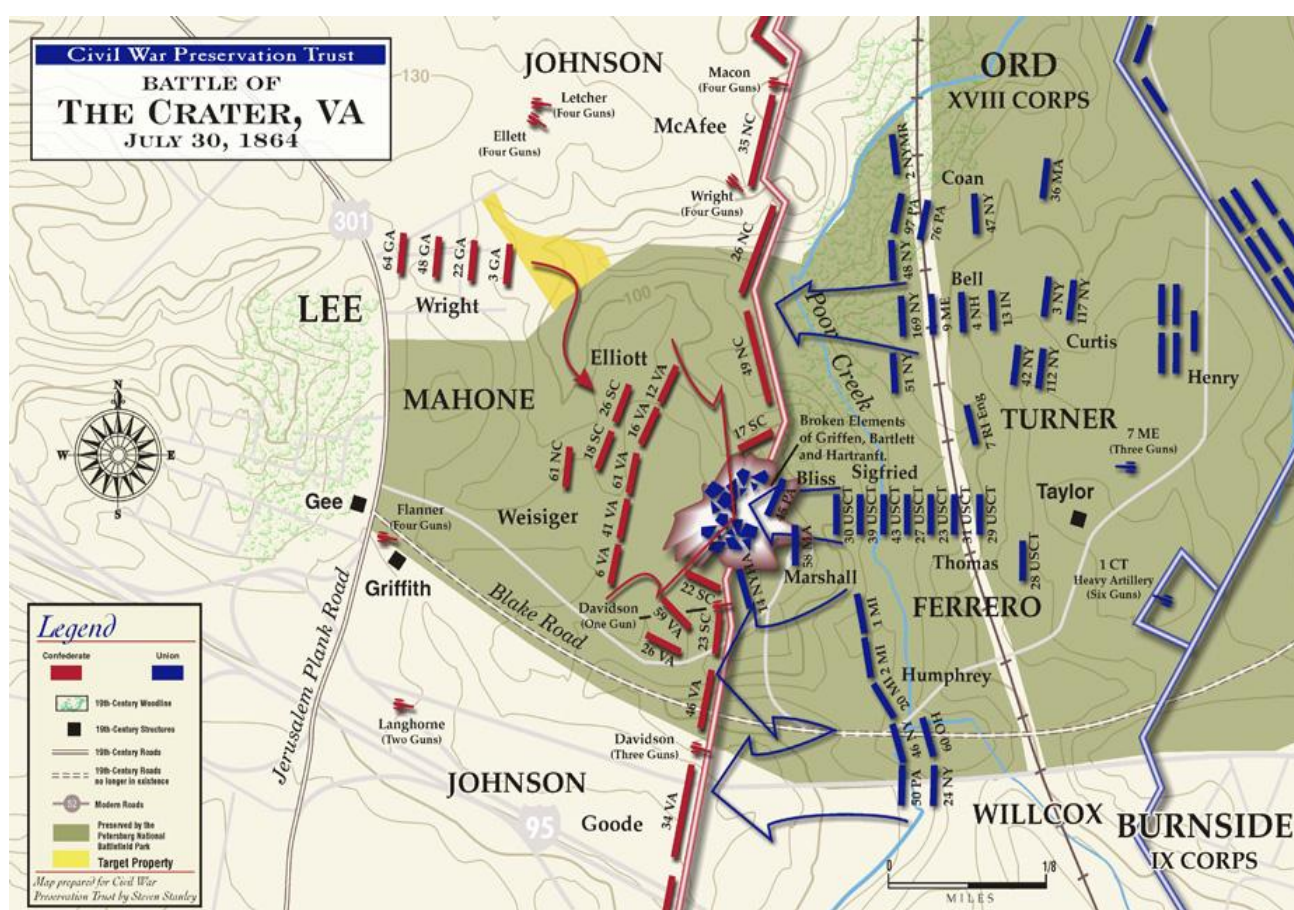 Civil War Preservation Trust
BATTLE OF
THE CRATER, VA
JULY 30, 1864
JOHNSON
130
Letcher
(Four Guns)
Ellett
(Four Guns)
Macon
(Four Guns)
McAfee
35 NC
Wright
(Four Guns)
26 NC
49 NC
ORD
XVIII CORPS
2 NYMR
Coan
36 MA
97 PA
76 PA
47 NY
48 NY
Bell
169 NY
9 ME
4 NH
13 IN
3 NY
117 NY
Curtis
51 NY
42 NY
112 NY
Henry
TURNER
7 RI Eng
7 ME
(Three Guns)
Poor Creek
301
64 GA
48 GA
22 GA
3 GA
Wright
LEE
100
Elliott
MAHONE
26 SC
12 VA
18 SC
16 VA
61 NC
61 VA
Weisiger
41 VA
6 VA
17 SC
Broken Elements
of Griffen, Bartlett
and Hartranft.
Bliss
45 PA
Sigfried
30 USCT
39 USCT
43 USCT
27 USCT
23 USCT
31 USCT
29 USCT
28 USCT
Taylor
58 MA
Marshall
Thomas
FERRERO
1 CT
Heavy Artillery
(Six Guns)
14 NYHA
N
W
E
S
Gee
Flanner
(Four Guns)
Griffith
Blake Road
Jerusalem Plank Road
Davidson
(One Gun)
22 SC
59 VA
23 SC
26 VA
46 VA
1 MI
2 MI
20 MI
Humphrey
46 NY
60 OH
50 PA
24 NY
WILLCOX
BURNSIDE
IX CORPS
Langhorne
(Two Guns)
Davidson
(Three Guns)
JOHNSON
Goode
34 VA
95
0
1/8
MILES
Legend
Confederate
Union
19th-Century Woodline
19th-Century Structures
19th-Century Roads
19th-Century Roads
no longer in existence
Modern Roads
Preserved by the
Petersburg National
Battlefield Park
Target Property
Map prepared for Civil War
Preservation Trust by Steven Stanley